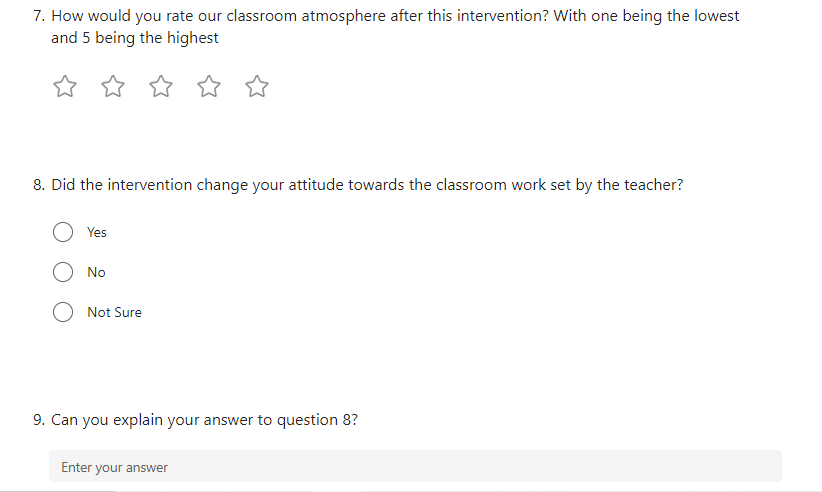 7. How would you rate our classroom atmosphere after this intervention? With one being the lowest
and 5 being the highest
8. Did the intervention change your attitude towards the classroom work set by the teacher?
Yes
No
Not Sure
9. Can you explain your answer to question 8?
Enter your answer